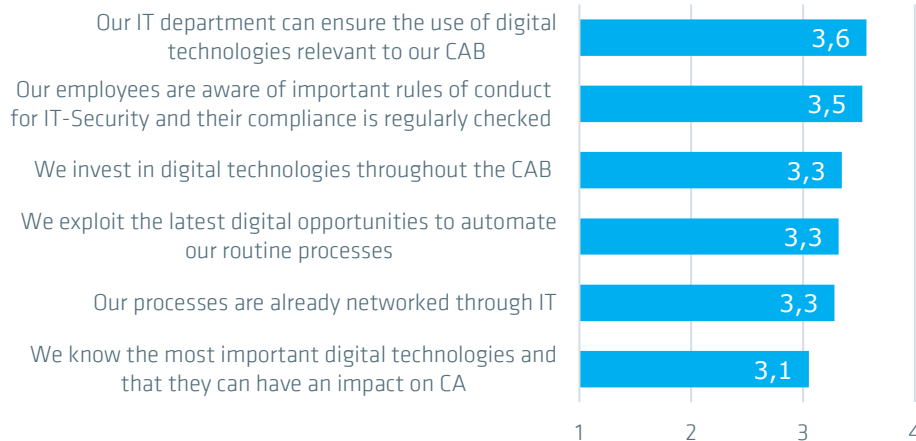 Our IT department can ensure the use of digital
technologies relevant to our CAB
3,6
Our employees are aware of important rules of conduct
for IT-Security and their compliance is regularly checked
3,5
We invest in digital technologies throughout the CAB
3,3
We exploit the latest digital opportunities to automate
our routine processes
3,3
Our processes are already networked through IT
3,3
We know the most important digital technologies and
that they can have an impact on CA
3,1
1 2 3 4